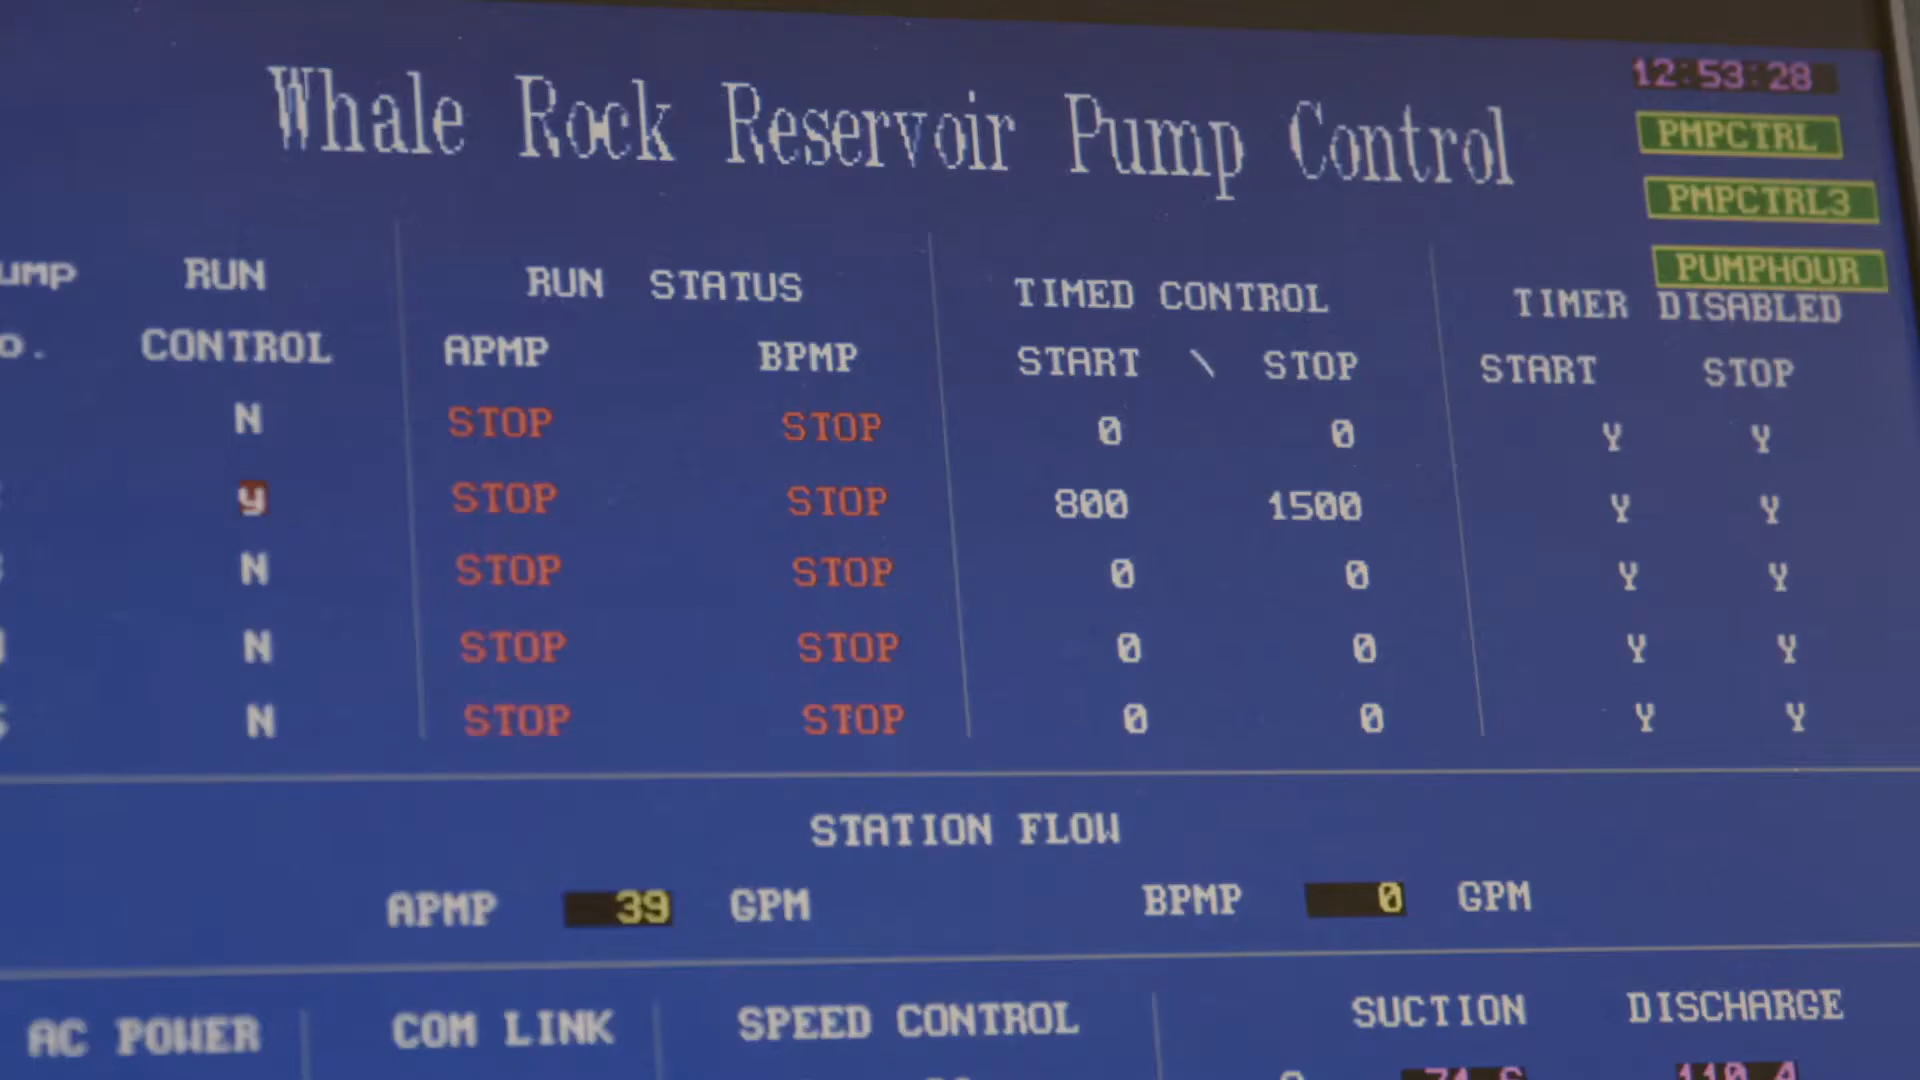 12:53:28
Whale Rock Reservoir Pump Control
PMPCTRL
PMPCTRL3
PUMPHOUR
RUN RUN STATUS TIMED CONTROL TIMER DISABLED
CONTROL APMP BPMP START \ STOP START STOP
N STOP STOP 0 0 Y Y
y STOP STOP 800 1500 Y Y
N STOP STOP 0 0 Y Y
N STOP STOP 0 0 Y Y
N STOP STOP 0 0 Y Y
STATION FLOW
APMP 39 GPM BPMP 0 GPM
AC POWER COM LINK SPEED CONTROL SUCTION DISCHARGE